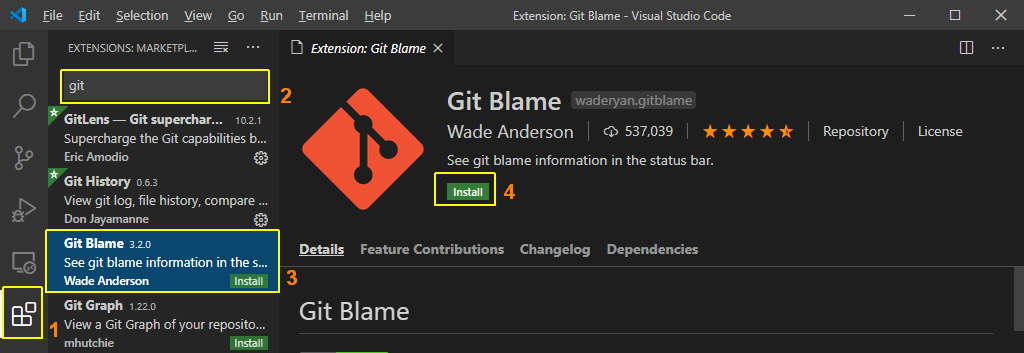 File Edit Selection View Go Run Terminal Help Extension: Git Blame - Visual Studio Code
EXTENSIONS: MARKETPL...
git
2
GitLens — Git superchar... 10.2.1
Supercharge the Git capabilities b...
Eric Amodio
Git History 0.6.3
View git log, file history, compare ...
Don Jayamanne
Git Blame 3.2.0
See git blame information in the s...
Wade Anderson Install
3
Git Graph 1.22.0
View a Git Graph of your reposito...
mhutchie Install
1
Extension: Git Blame
Git Blame waderyan.gitblame
Wade Anderson 537,039 Repository License
See git blame information in the status bar.
Install
4
Details Feature Contributions Changelog Dependencies
Git Blame